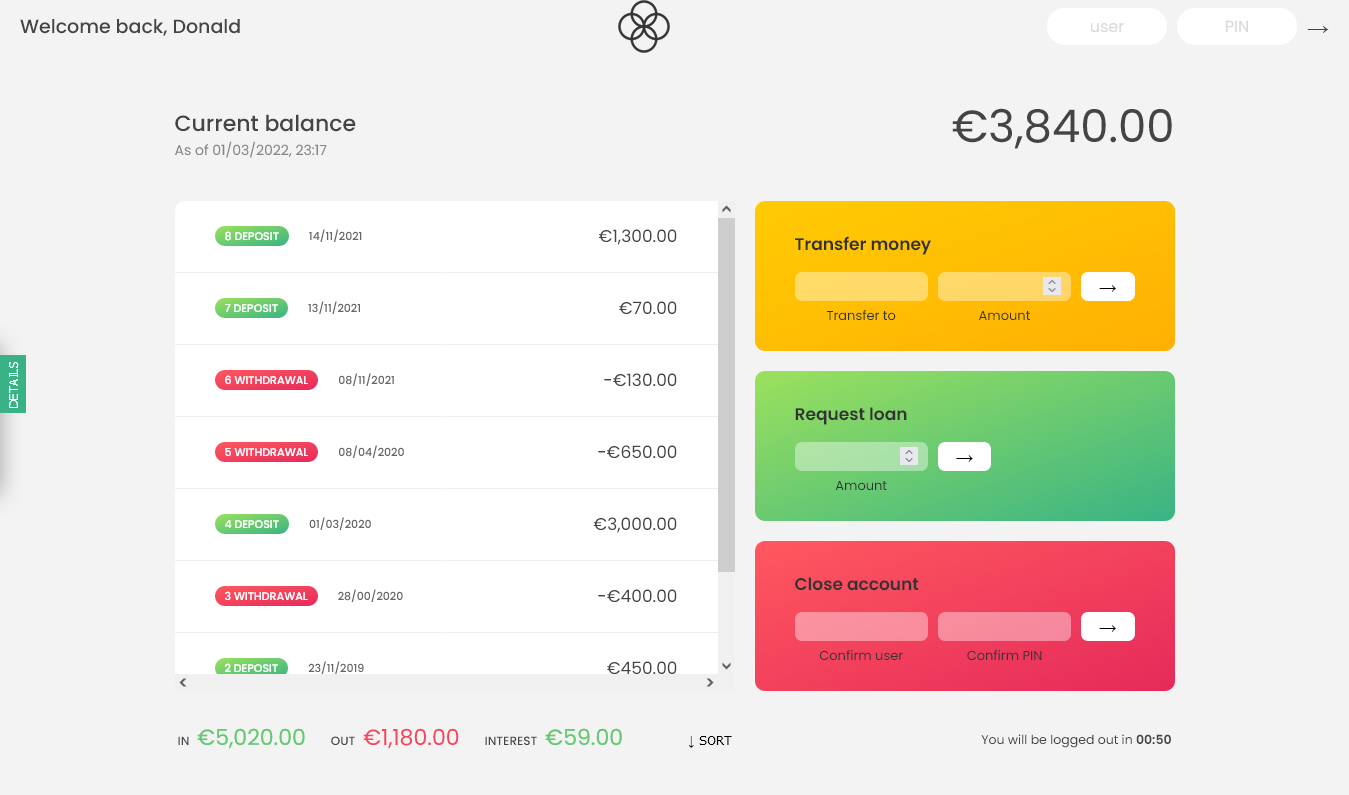 Welcome back, Donald
user
PIN
→
Current balance
As of 01/03/2022, 23:17
€3,840.00
8 DEPOSIT 14/11/2021 €1,300.00
7 DEPOSIT 13/11/2021 €70.00
6 WITHDRAWAL 08/11/2021 -€130.00
5 WITHDRAWAL 08/04/2020 -€650.00
4 DEPOSIT 01/03/2020 €3,000.00
3 WITHDRAWAL 28/00/2020 -€400.00
2 DEPOSIT 23/11/2019 €450.00
DETAILS
Transfer money
→
Transfer to Amount
Request loan
→
Amount
Close account
→
Confirm user Confirm PIN
IN €5,020.00 OUT €1,180.00 INTEREST €59.00 ↓ SORT
You will be logged out in 00:50